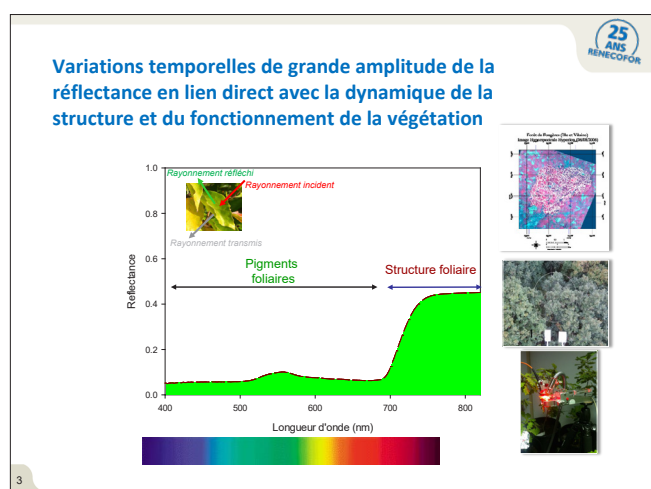 25
ANS
RENECOFOR
Variations temporelles de grande amplitude de la
réflectance en lien direct avec la dynamique de la
structure et du fonctionnement de la végétation
Rayonnement réfléchi
Rayonnement incident
Rayonnement transmis
Pigments
foliaires
Structure foliaire
Reflectance
1.0
0.8
0.6
0.4
0.2
0.0
400
500
600
700
800
Longueur d'onde (nm)
3